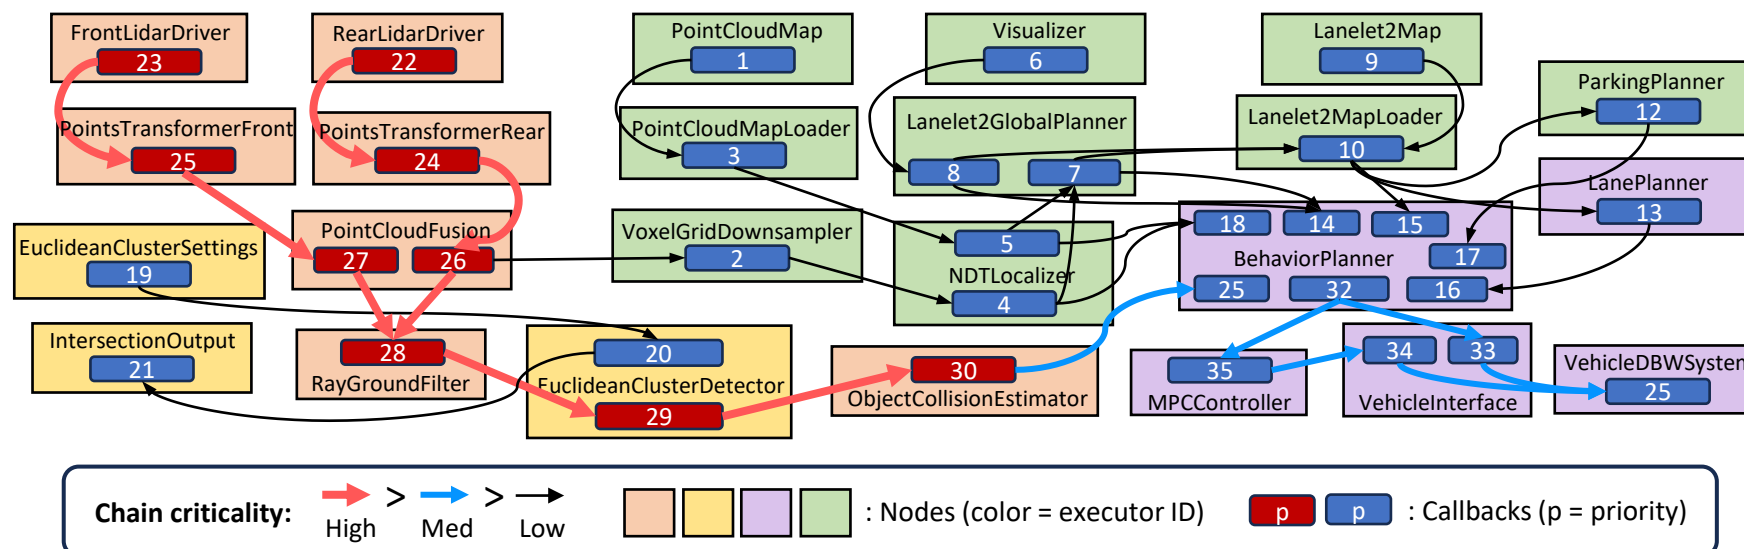 FrontLidarDriver
23
RearLidarDriver
22
PointCloudMap
1
Visualizer
6
Lanelet2Map
9
ParkingPlanner
12
PointsTransformerFront
25
PointsTransformerRear
24
PointCloudMapLoader
3
Lanelet2GlobalPlanner
8 7
Lanelet2MapLoader
10
LanePlanner
13
EuclideanClusterSettings
19
PointCloudFusion
27 26
VoxelGridDownsampler
2
5
NDTLocalizer
4
18 14 15
BehaviorPlanner
17
25 32 16
IntersectionOutput
21
28
RayGroundFilter
20
EuclideanClusterDetector
29
30
ObjectCollisionEstimator
35
MPCController
34 33
VehicleInterface
VehicleDBWSystem
25
Chain criticality: > >
High Med Low
: Nodes (color = executor ID)
p p : Callbacks (p = priority)